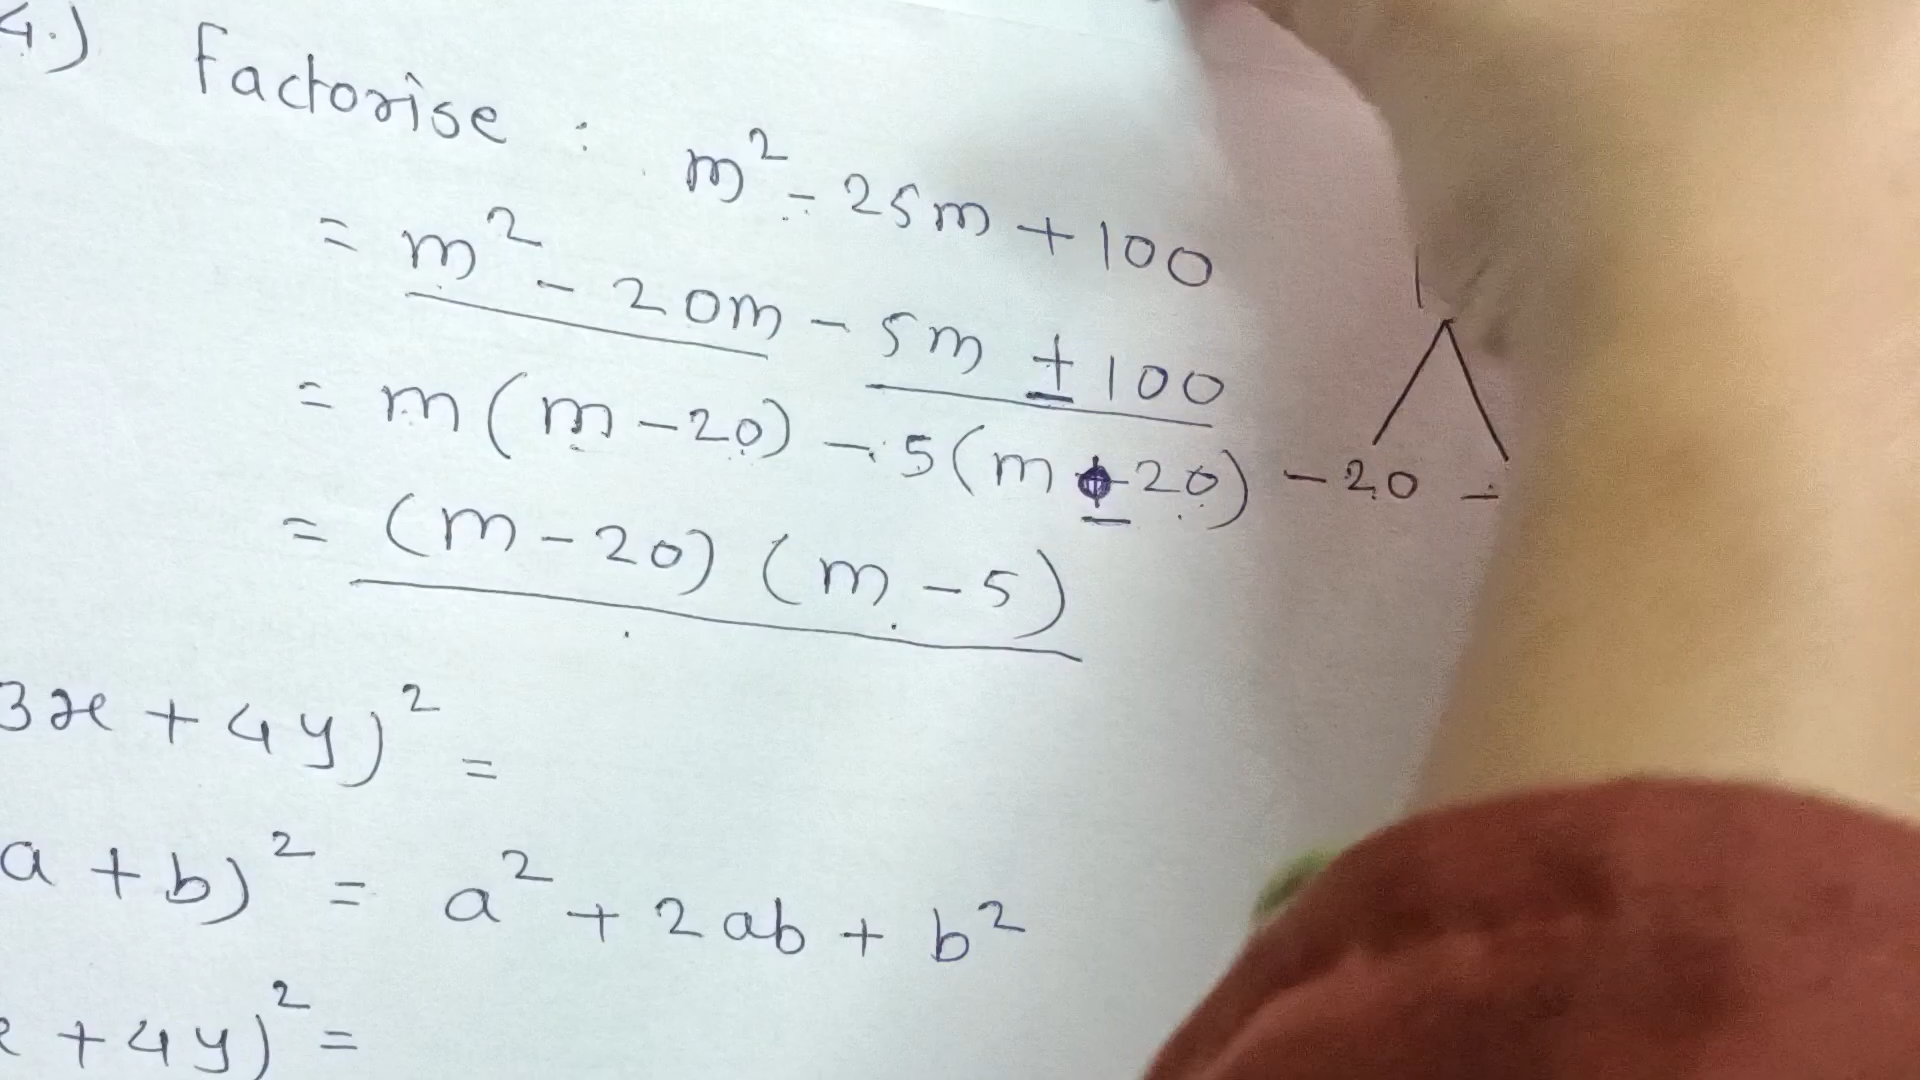 4.) Factorise : m² - 25m + 100
= m² - 20m - 5m + 100
= m(m - 20) - 5(m - 20) - 20 -
= (m - 20) (m - 5)
3x + 4y)² =
a + b)² = a² + 2ab + b²
+ 4y)² =